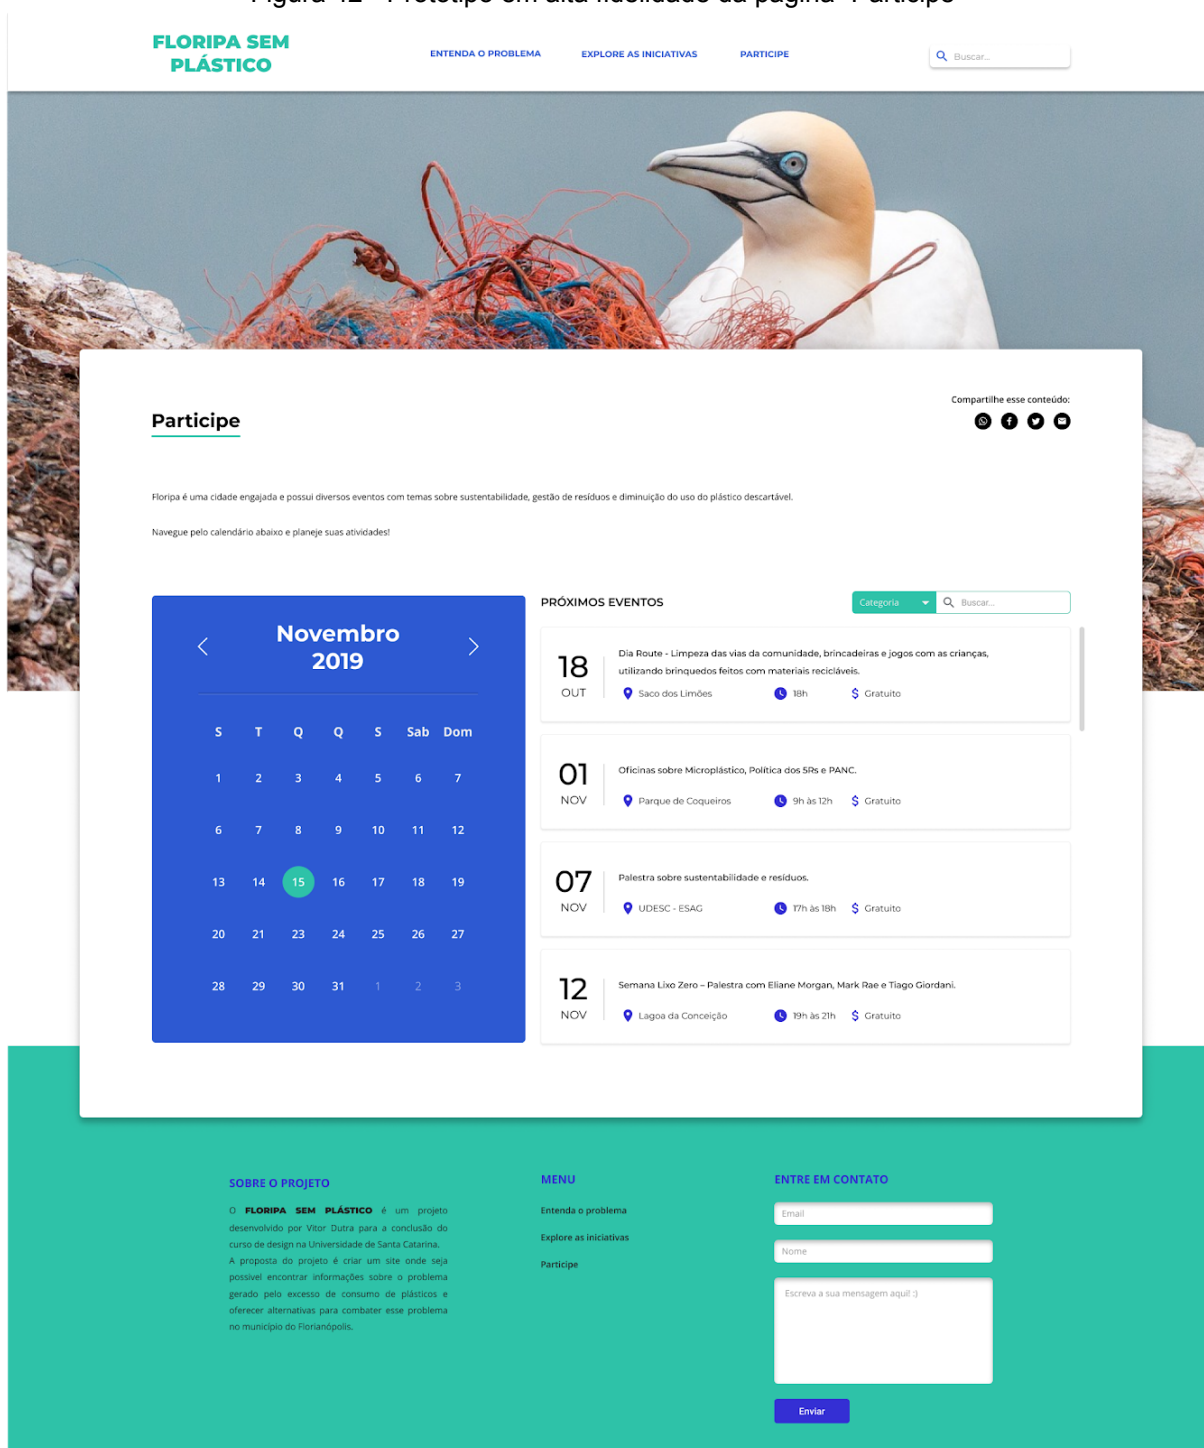 Figura 42 - Protótipo em alta fidelidade da página "Participe"
FLORIPA SEM
PLÁSTICO
ENTENDA O PROBLEMA
EXPLORE AS INICIATIVAS
PARTICIPE
Buscar...
Compartilhe esse conteúdo:
Participe
Floripa é uma cidade engajada e possui diversos eventos com temas sobre sustentabilidade, gestão de resíduos e diminuição do uso do plástico descartável.
Navegue pelo calendário abaixo e planeje suas atividades!
Novembro
2019
S T Q Q S Sab Dom
1 2 3 4 5 6 7
6 7 8 9 10 11 12
13 14 15 16 17 18 19
20 21 23 24 25 26 27
28 29 30 31 1 2 3
PRÓXIMOS EVENTOS
Categoria
Buscar...
18
OUT
Dia Route - Limpeza das vias da comunidade, brincadeiras e jogos com as crianças,
utilizando brinquedos feitos com materiais recicláveis.
Saco dos Limões 18h $ Gratuito
01
NOV
Oficinas sobre Microplástico, Política dos 5Rs e PANC.
Parque de Coqueiros 9h às 12h $ Gratuito
07
NOV
Palestra sobre sustentabilidade e resíduos.
UDESC - ESAG 17h às 18h $ Gratuito
12
NOV
Semana Lixo Zero – Palestra com Eliane Morgan, Mark Rae e Tiago Giordani.
Lagoa da Conceição 19h às 21h $ Gratuito
SOBRE O PROJETO
O FLORIPA SEM PLÁSTICO é um projeto
desenvolvido por Vitor Dutra para a conclusão do
curso de design na Universidade de Santa Catarina.
A proposta do projeto é criar um site onde seja
possivel encontrar informações sobre o problema
gerado pelo excesso de consumo de plásticos e
oferecer alternativas para combater esse problema
no município do Florianópolis.
MENU
Entenda o problema
Explore as iniciativas
Participe
ENTRE EM CONTATO
Email
Nome
Escreva a sua mensagem aqui! :)
Enviar